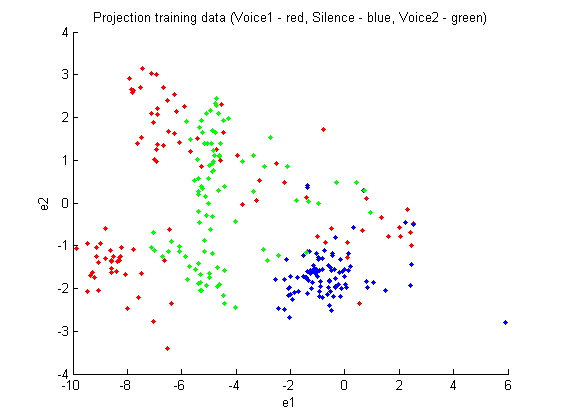 Projection training data (Voice1 - red, Silence - blue, Voice2 - green)
4
3
2
1
0
-1
-2
-3
-4
e2
-10 -8 -6 -4 -2 0 2 4 6
e1